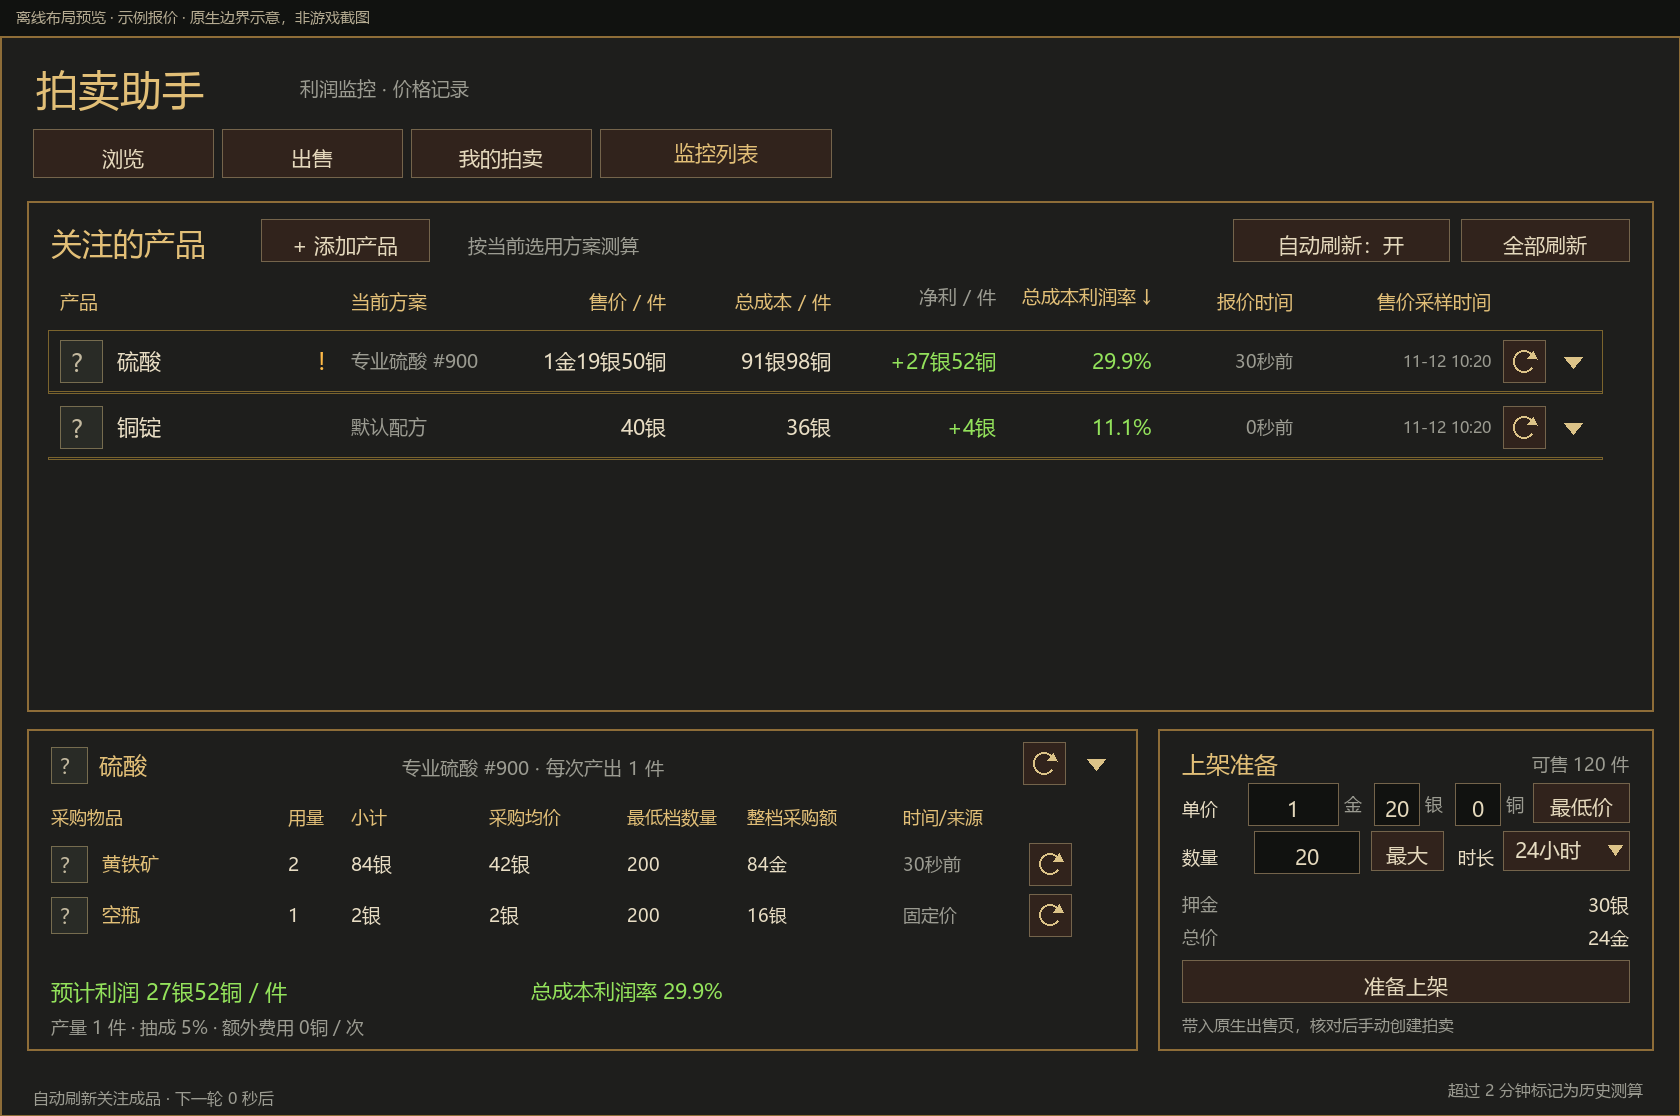 离线布局预览 · 示例报价 · 原生边界示意，非游戏截图
拍卖助手 利润监控 · 价格记录
浏览 出售 我的拍卖 监控列表
关注的产品 + 添加产品 按当前选用方案测算 自动刷新：开 全部刷新
产品 当前方案 售价 / 件 总成本 / 件 净利 / 件 总成本利润率↓ 报价时间 售价采样时间
? 硫酸 ! 专业硫酸 #900 1金19银50铜 91银98铜 +27银52铜 29.9% 30秒前 11-12 10:20
? 铜锭 默认配方 40银 36银 +4银 11.1% 0秒前 11-12 10:20
? 硫酸 专业硫酸 #900 · 每次产出 1 件
采购物品 用量 小计 采购均价 最低档数量 整档采购额 时间/来源
? 黄铁矿 2 84银 42银 200 84金 30秒前
? 空瓶 1 2银 2银 200 16银 固定价
预计利润 27银52铜 / 件 总成本利润率 29.9%
产量 1 件 · 抽成 5% · 额外费用 0铜 / 次
上架准备 可售 120 件
单价 1 金 20 银 0 铜 最低价
数量 20 最大 时长 24小时
押金 30银
总价 24金
准备上架
带入原生出售页，核对后手动创建拍卖
自动刷新关注成品 · 下一轮 0 秒后
超过 2 分钟标记为历史测算